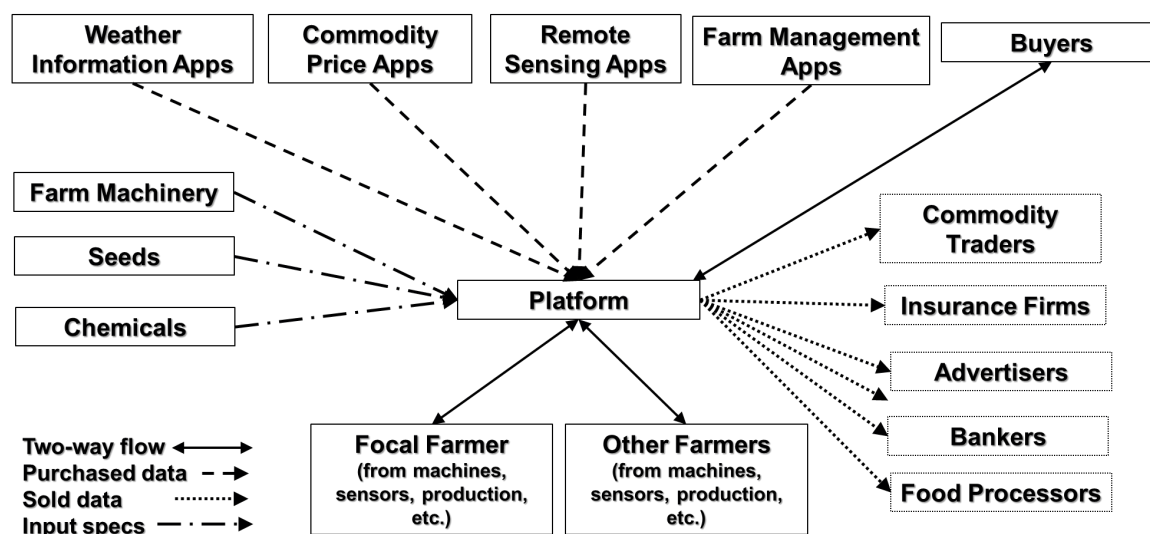 Weather
Information Apps
Commodity
Price Apps
Remote
Sensing Apps
Farm Management
Apps
Buyers
Farm Machinery
Seeds
Chemicals
Platform
Commodity
Traders
Insurance Firms
Advertisers
Bankers
Food Processors
Focal Farmer
(from machines,
sensors, production,
etc.)
Other Farmers
(from machines,
sensors, production,
etc.)
Two-way flow
Purchased data
Sold data
Input specs